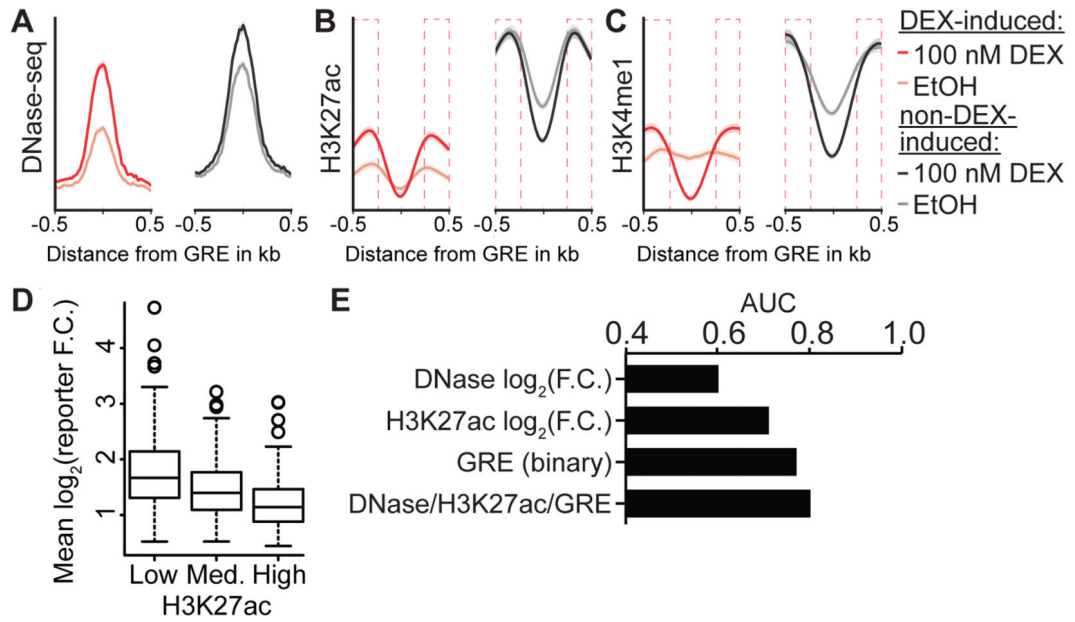 A
DNase-seq
-0.5
0.5
-0.5
0.5
Distance from GRE in kb
B
H3K27ac
-0.5
0.5
-0.5
0.5
Distance from GRE in kb
C
H3K4me1
-0.5
0.5
-0.5
0.5
Distance from GRE in kb
DEX-induced:
100 nM DEX
EtOH
non-DEX-
induced:
100 nM DEX
EtOH
D
Mean log2(reporter F.C.)
4
3
2
1
Low Med. High
H3K27ac
E
AUC
0.4 0.6 0.8 1.0
DNase log2(F.C.)
H3K27ac log2(F.C.)
GRE (binary)
DNase/H3K27ac/GRE